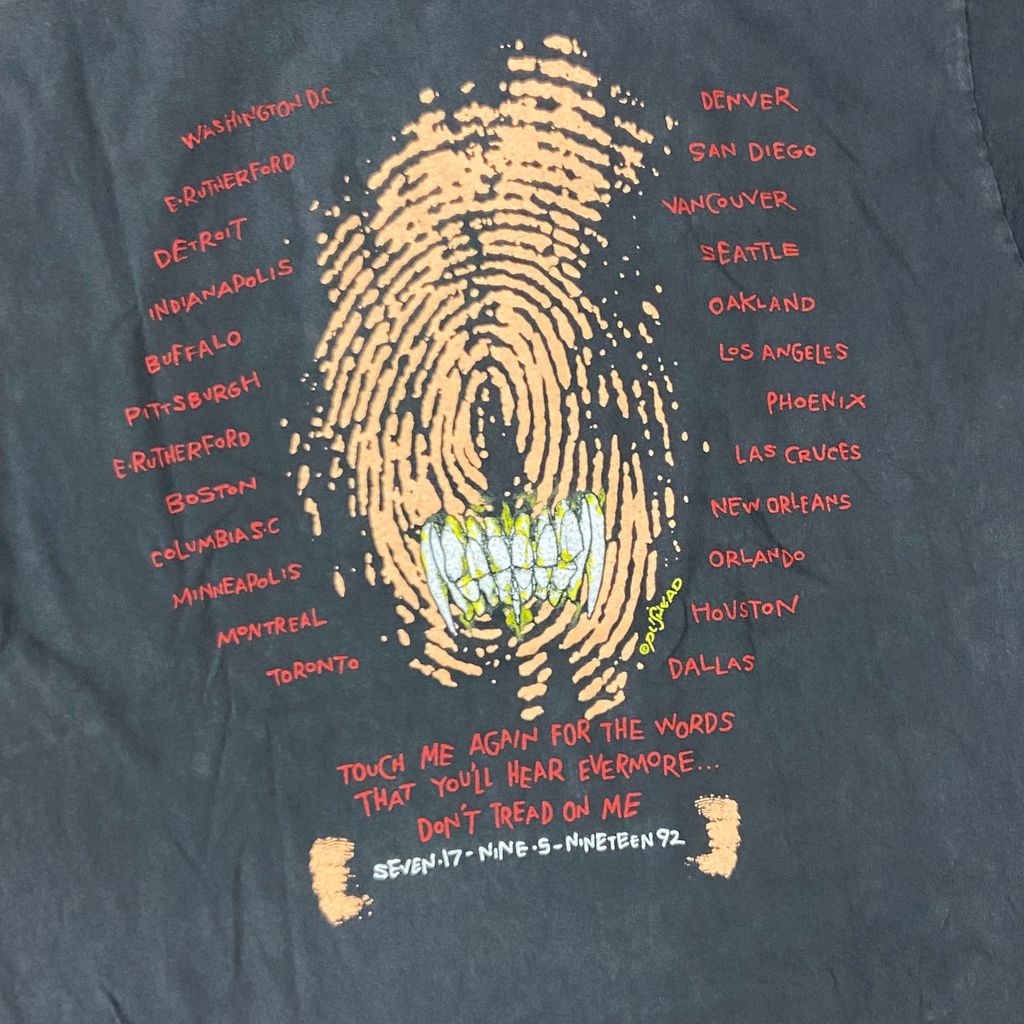 WASHINGTON D.C
E·RUTHERFORD
DETROIT
INDIANAPOLIS
BUFFALO
PITTSBURGH
E·RUTHERFORD
BOSTON
COLUMBIA S·C
MINNEAPOLIS
MONTREAL
TORONTO
DENVER
SAN DIEGO
VANCOUVER
SEATTLE
OAKLAND
LOS ANGELES
PHOENIX
LAS CRUCES
NEW ORLEANS
ORLANDO
HOUSTON
DALLAS
©PUSHEAD
TOUCH ME AGAIN FOR THE WORDS
THAT YOU'LL HEAR EVERMORE...
DON'T TREAD ON ME
SEVEN·17-NINE·5-NINETEEN 92